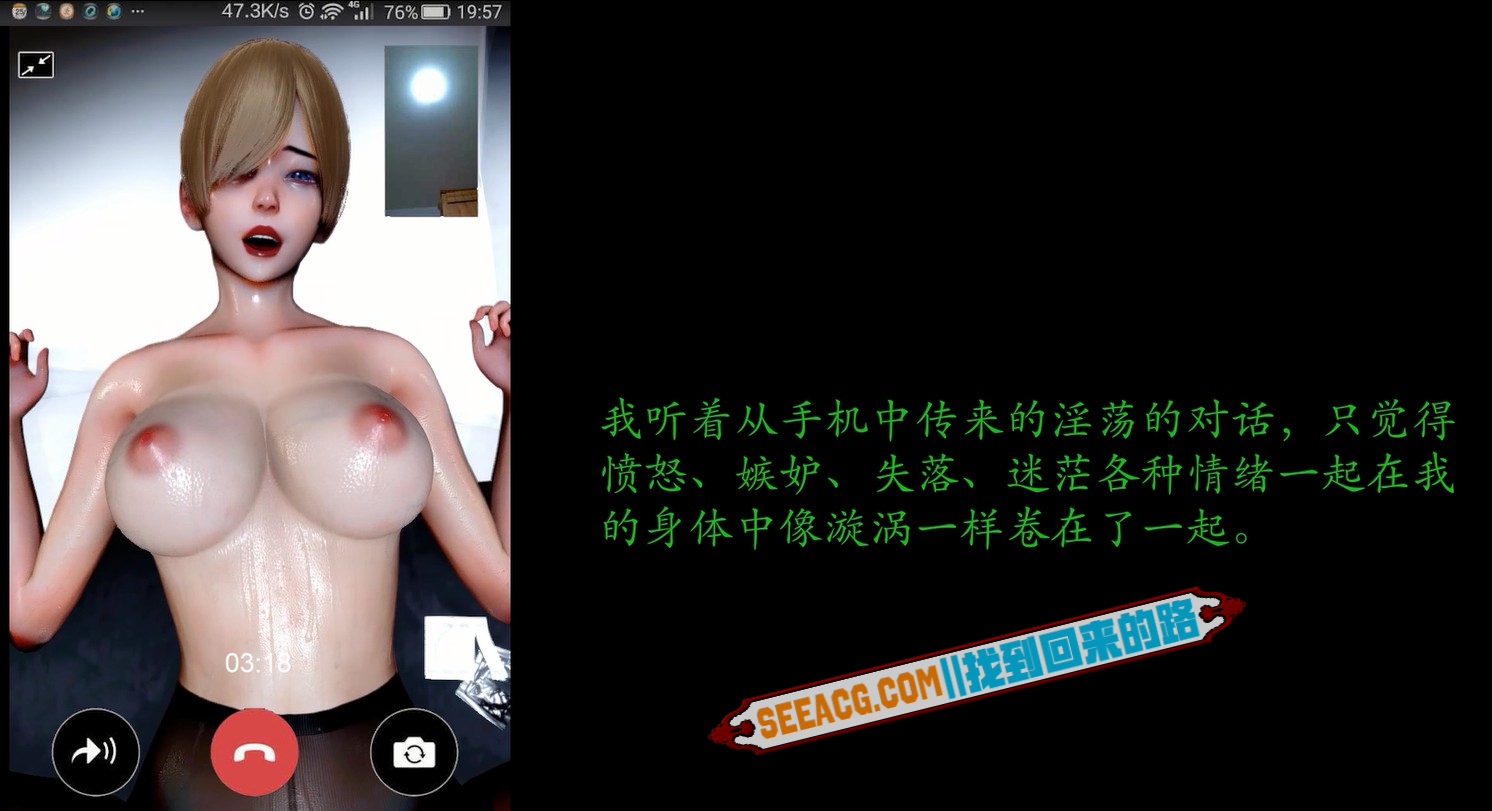 47.3K/s 4G 76% 19:57
我听着从手机中传来的淫荡的对话，只觉得
愤怒、嫉妒、失落、迷茫各种情绪一起在我
的身体中像漩涡一样卷在了一起。
SEEACG.COM||找到回来的路
03:18